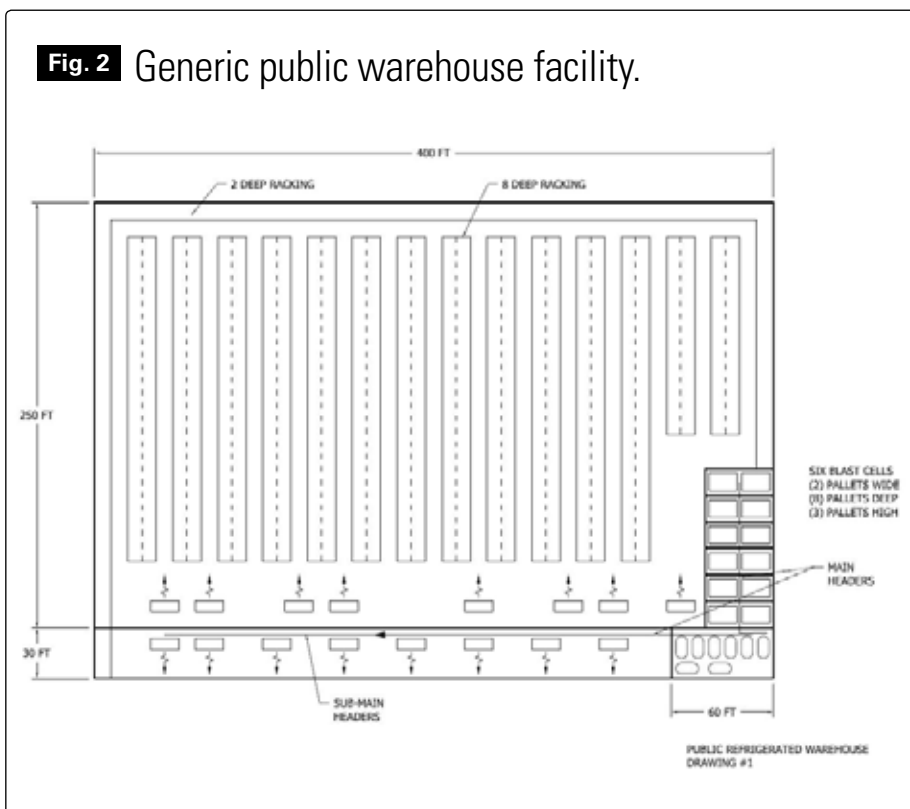 Fig. 2 Generic public warehouse facility.
400 FT
2 DEEP RACKING
8 DEEP RACKING
250 FT
SIX BLAST CELLS
(2) PALLETS WIDE
(8) PALLETS DEEP
(3) PALLETS HIGH
MAIN
HEADERS
30 FT
SUB-MAIN
HEADERS
60 FT
PUBLIC REFRIGERATED WAREHOUSE
DRAWING #1